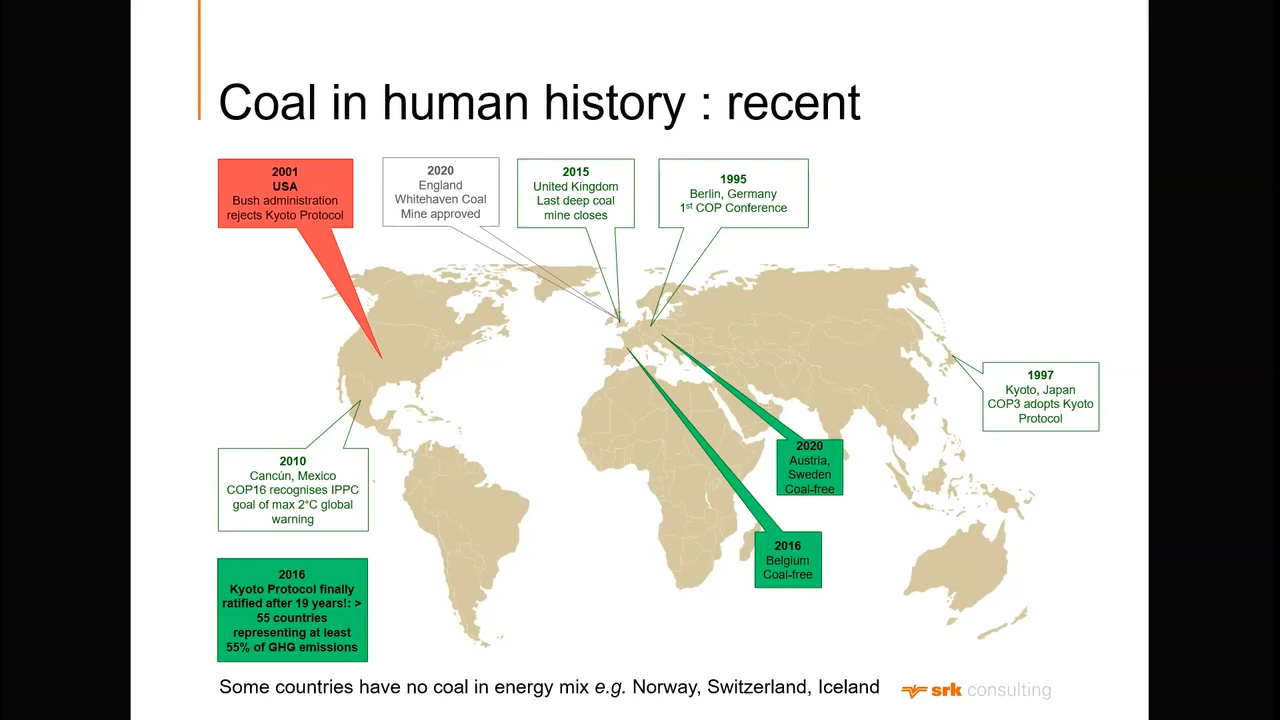 Coal in human history : recent
2001
USA
Bush administration
rejects Kyoto Protocol
2020
England
Whitehaven Coal
Mine approved
2015
United Kingdom
Last deep coal
mine closes
1995
Berlin, Germany
1st COP Conference
1997
Kyoto, Japan
COP3 adopts Kyoto
Protocol
2010
Cancún, Mexico
COP16 recognises IPPC
goal of max 2°C global
warning
2020
Austria,
Sweden
Coal-free
2016
Belgium
Coal-free
2016
Kyoto Protocol finally
ratified after 19 years!: >
55 countries
representing at least
55% of GHG emissions
Some countries have no coal in energy mix e.g. Norway, Switzerland, Iceland
srk consulting